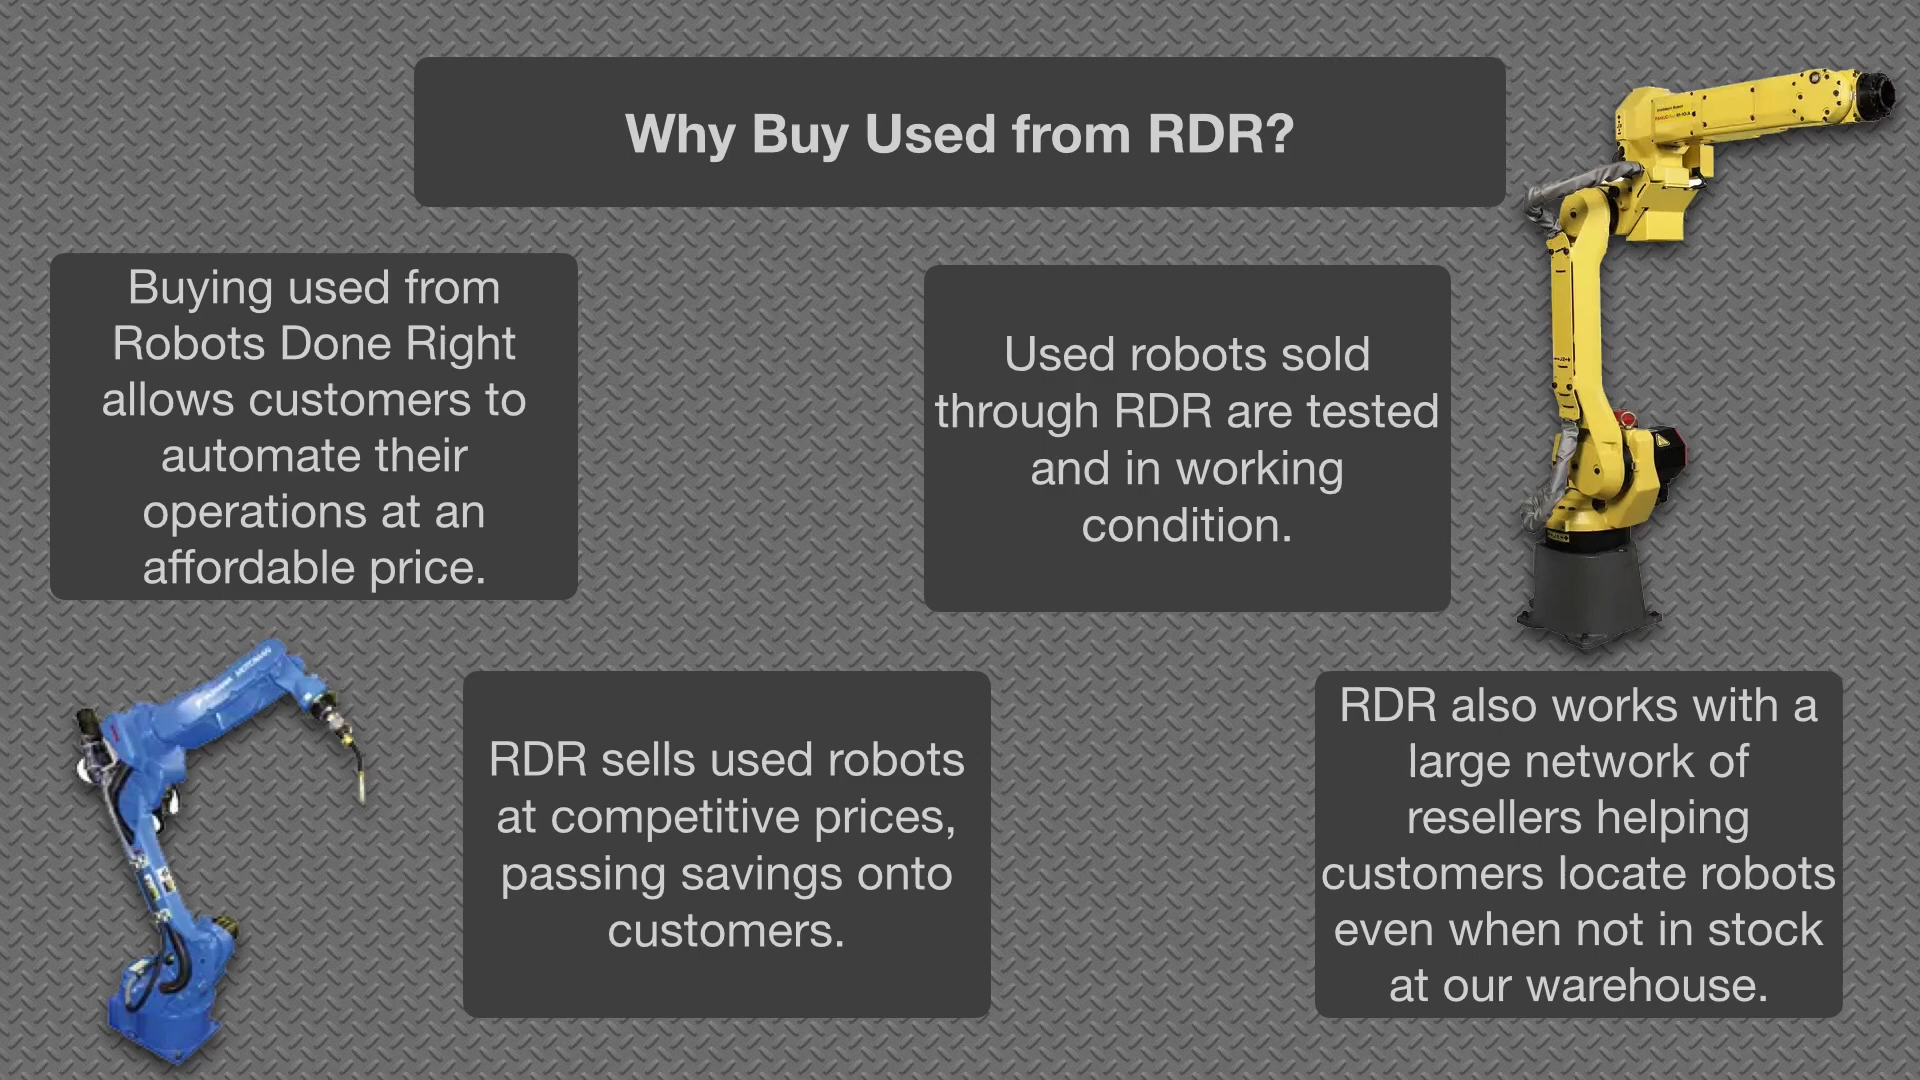 Why Buy Used from RDR?
Buying used from
Robots Done Right
allows customers to
automate their
operations at an
affordable price.
Used robots sold
through RDR are tested
and in working
condition.
RDR sells used robots
at competitive prices,
passing savings onto
customers.
RDR also works with a
large network of
resellers helping
customers locate robots
even when not in stock
at our warehouse.